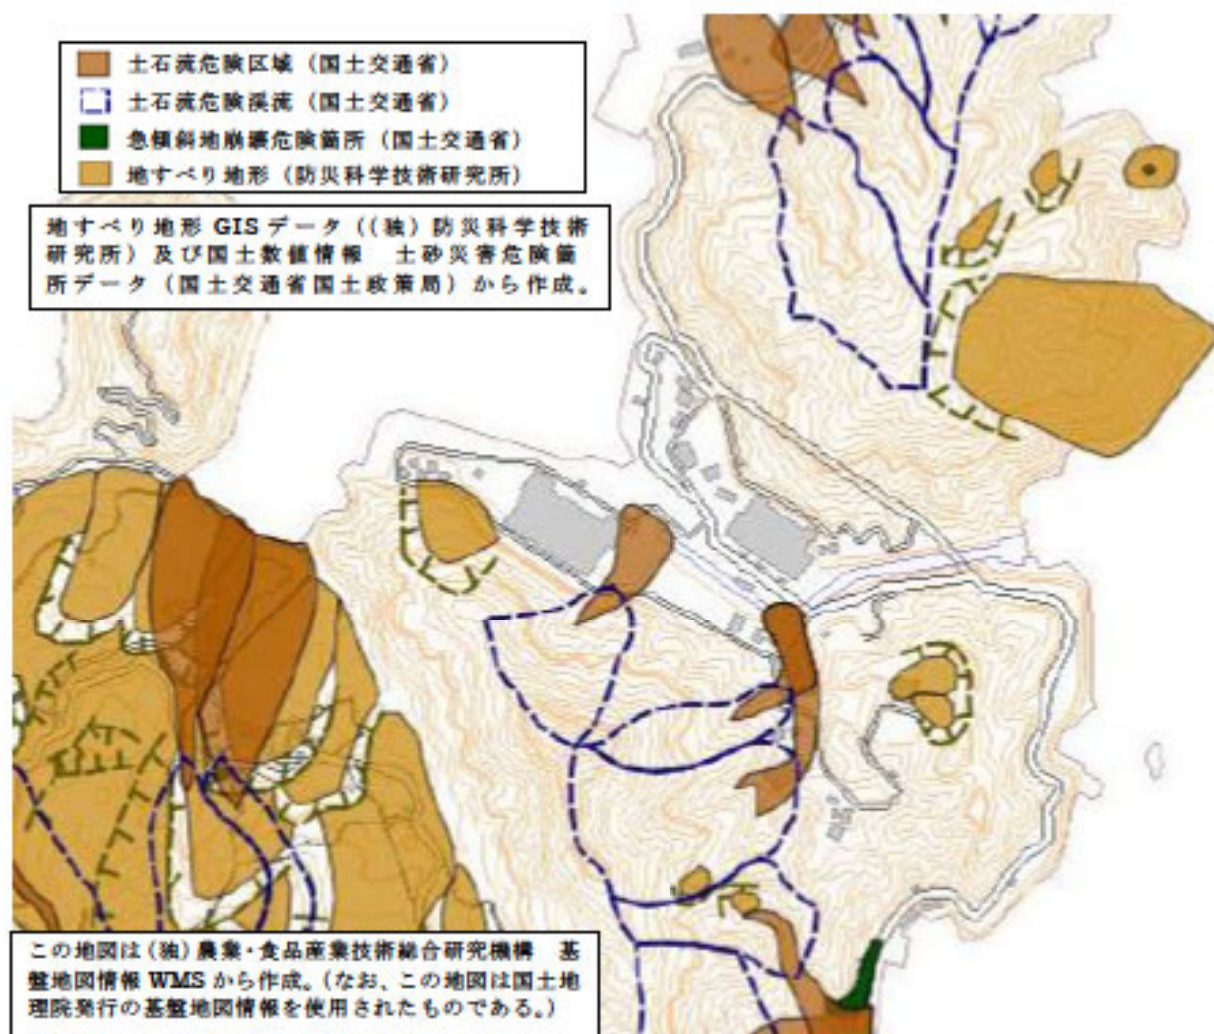 土石流危険区域（国土交通省）
土石流危険渓流（国土交通省）
急傾斜地崩壊危険箇所（国土交通省）
地すべり地形（防災科学技術研究所）
地すべり地形 GIS データ（（独）防災科学技術
研究所）及び国土数値情報　土砂災害危険箇
所データ（国土交通省国土政策局）から作成。
この地図は（独）農業・食品産業技術総合研究機構　基
盤地図情報 WMS から作成。（なお、この地図は国土地
理院発行の基盤地図情報を使用されたものである。）